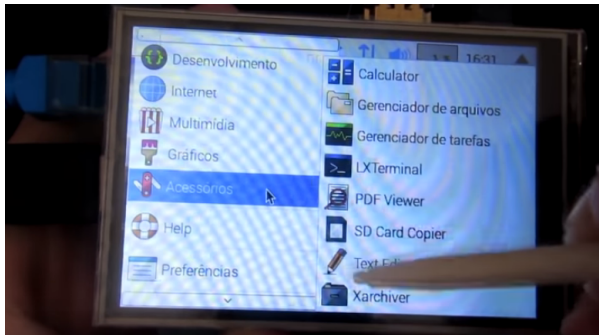 16:31
Desenvolvimento
Internet
Multimídia
Gráficos
Acessórios
Help
Preferências
Calculator
Gerenciador de arquivos
Gerenciador de tarefas
LXTerminal
PDF Viewer
SD Card Copier
Text
Xarchiver